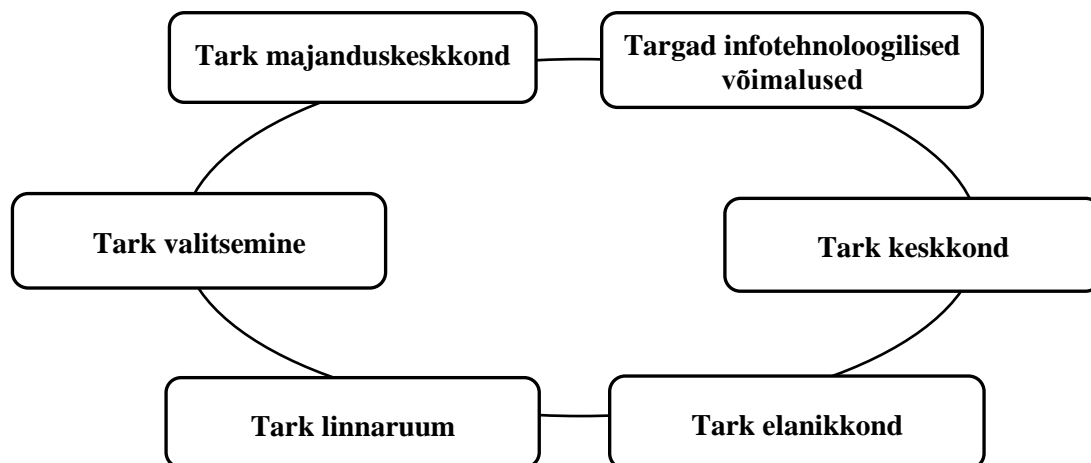 Tark majanduskeskkond
Targad infotehnoloogilised
võimalused
Tark valitsemine
Tark keskkond
Tark linnaruum
Tark elanikkond